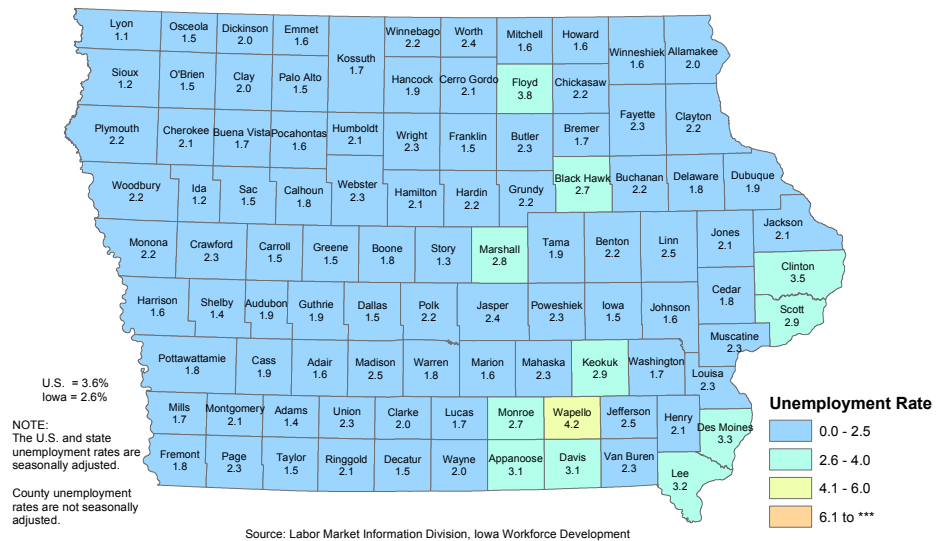 Lyon
1.1
Osceola
1.5
Dickinson
2.0
Emmet
1.6
Kossuth
1.7
Winnebago
2.2
Worth
2.4
Mitchell
1.6
Howard
1.6
Winneshiek
1.6
Allamakee
2.0
Sioux
1.2
O'Brien
1.5
Clay
2.0
Palo Alto
1.5
Hancock
1.9
Cerro Gordo
2.1
Floyd
3.8
Chickasaw
2.2
Fayette
2.3
Clayton
2.2
Plymouth
2.2
Cherokee
2.1
Buena Vista
1.7
Pocahontas
1.6
Humboldt
2.1
Wright
2.3
Franklin
1.5
Butler
2.3
Bremer
1.7
Woodbury
2.2
Ida
1.2
Sac
1.5
Calhoun
1.8
Webster
2.3
Hamilton
2.1
Hardin
2.2
Grundy
2.2
Black Hawk
2.7
Buchanan
2.2
Delaware
1.8
Dubuque
1.9
Monona
2.2
Crawford
2.3
Carroll
1.5
Greene
1.5
Boone
1.8
Story
1.3
Marshall
2.8
Tama
1.9
Benton
2.2
Linn
2.5
Jones
2.1
Jackson
2.1
Clinton
3.5
Harrison
1.6
Shelby
1.4
Audubon
1.9
Guthrie
1.9
Dallas
1.5
Polk
2.2
Jasper
2.4
Poweshiek
2.3
Iowa
1.5
Johnson
1.6
Cedar
1.8
Scott
2.9
Muscatine
2.3
Pottawattamie
1.8
Cass
1.9
Adair
1.6
Madison
2.5
Warren
1.8
Marion
1.6
Mahaska
2.3
Keokuk
2.9
Washington
1.7
Louisa
2.3
Mills
1.7
Montgomery
2.1
Adams
1.4
Union
2.3
Clarke
2.0
Lucas
1.7
Monroe
2.7
Wapello
4.2
Jefferson
2.5
Henry
2.1
Des Moines
3.3
Fremont
1.8
Page
2.3
Taylor
1.5
Ringgold
2.1
Decatur
1.5
Wayne
2.0
Appanoose
3.1
Davis
3.1
Van Buren
2.3
Lee
3.2
U.S. = 3.6%
Iowa = 2.6%
NOTE:
The U.S. and state
unemployment rates are
seasonally adjusted.
County unemployment
rates are not seasonally
adjusted.
Unemployment Rate
0.0 - 2.5
2.6 - 4.0
4.1 - 6.0
6.1 to ***
Source: Labor Market Information Division, Iowa Workforce Development